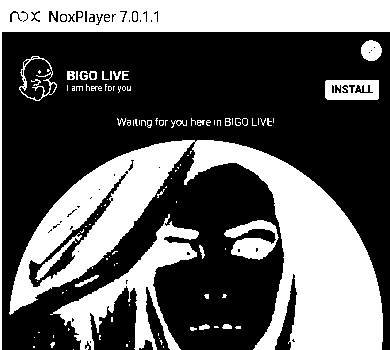 nox NoxPlayer 7.0.1.1
BIGO LIVE
I am here for you
INSTALL
Waiting for you here in BIGO LIVE!